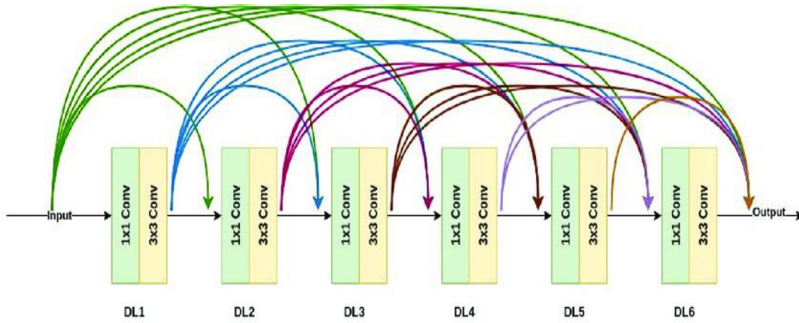 1x1 Conv
3x3 Conv
1x1 Conv
3x3 Conv
1x1 Conv
3x3 Conv
1x1 Conv
3x3 Conv
1x1 Conv
3x3 Conv
1x1 Conv
3x3 Conv
Input
Output
DL1 DL2 DL3 DL4 DL5 DL6